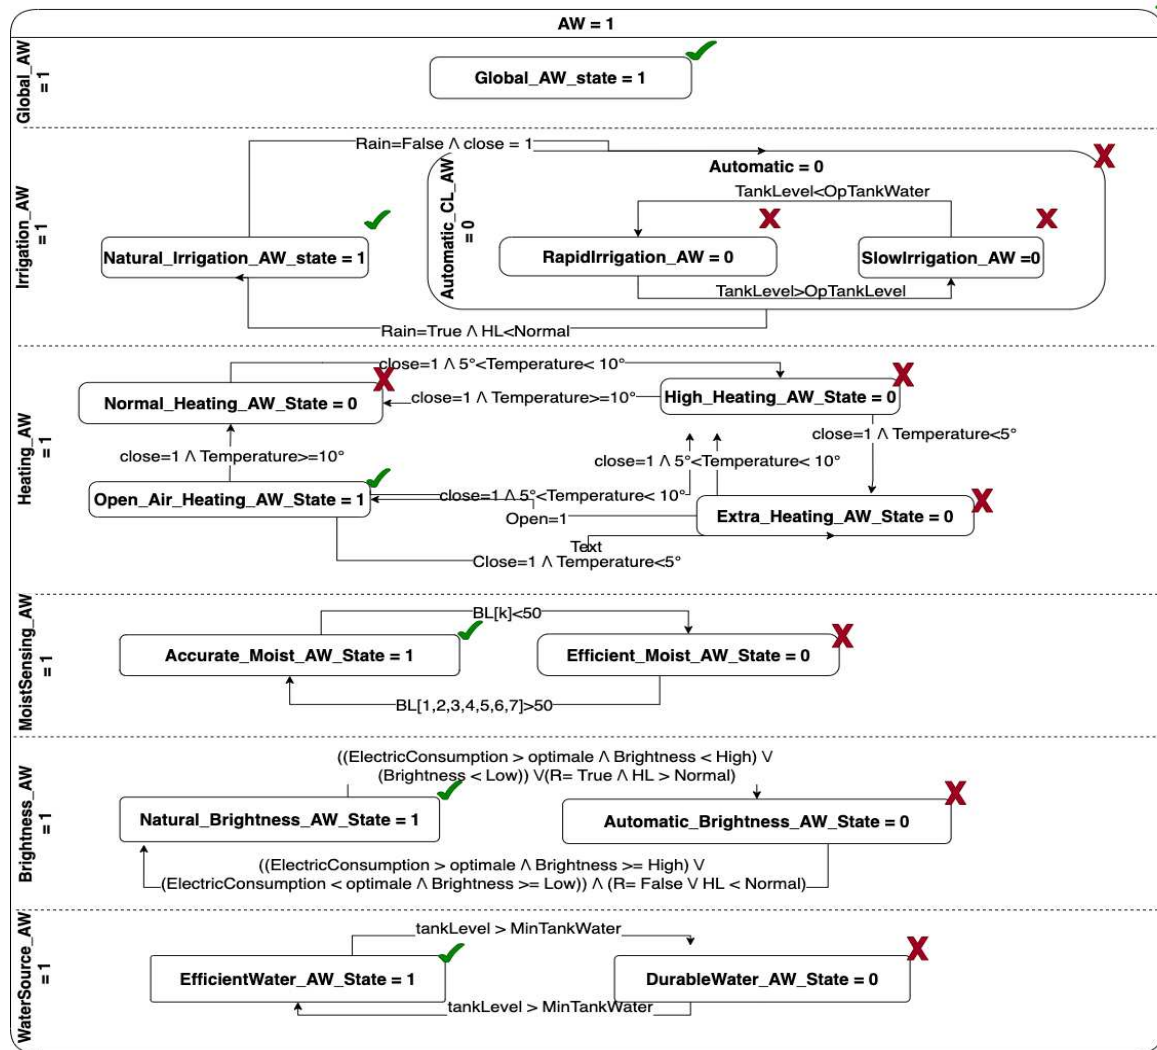 AW = 1
Global_AW
= 1
Global_AW_state = 1
Irrigation_AW
= 1
Rain=False Λ close = 1
Automatic_CL_AW
= 0
Automatic = 0
TankLevel<OpTankWater
Natural_Irrigation_AW_state = 1
RapidIrrigation_AW = 0
SlowIrrigation_AW =0
TankLevel>OpTankLevel
Rain=True Λ HL<Normal
Heating_AW
= 1
close=1 Λ 5°<Temperature< 10°
Normal_Heating_AW_State = 0
close=1 Λ Temperature>=10°
High_Heating_AW_State = 0
close=1 Λ Temperature<5°
close=1 Λ Temperature>=10°
close=1 Λ 5°<Temperature< 10°
Open_Air_Heating_AW_State = 1
close=1 Λ 5°<Temperature< 10°
Open=1
Extra_Heating_AW_State = 0
Text
Close=1 Λ Temperature<5°
MoistSensing_AW
= 1
BL[k]<50
Accurate_Moist_AW_State = 1
Efficient_Moist_AW_State = 0
BL[1,2,3,4,5,6,7]>50
Brightness_AW
= 1
((ElectricConsumption > optimale Λ Brightness < High) V
(Brightness < Low)) V(R= True Λ HL > Normal)
Natural_Brightness_AW_State = 1
Automatic_Brightness_AW_State = 0
((ElectricConsumption > optimale Λ Brightness >= High) V
(ElectricConsumption < optimale Λ Brightness >= Low)) Λ (R= False V HL < Normal)
WaterSource_AW
= 1
tankLevel > MinTankWater
EfficientWater_AW_State = 1
DurableWater_AW_State = 0
tankLevel > MinTankWater